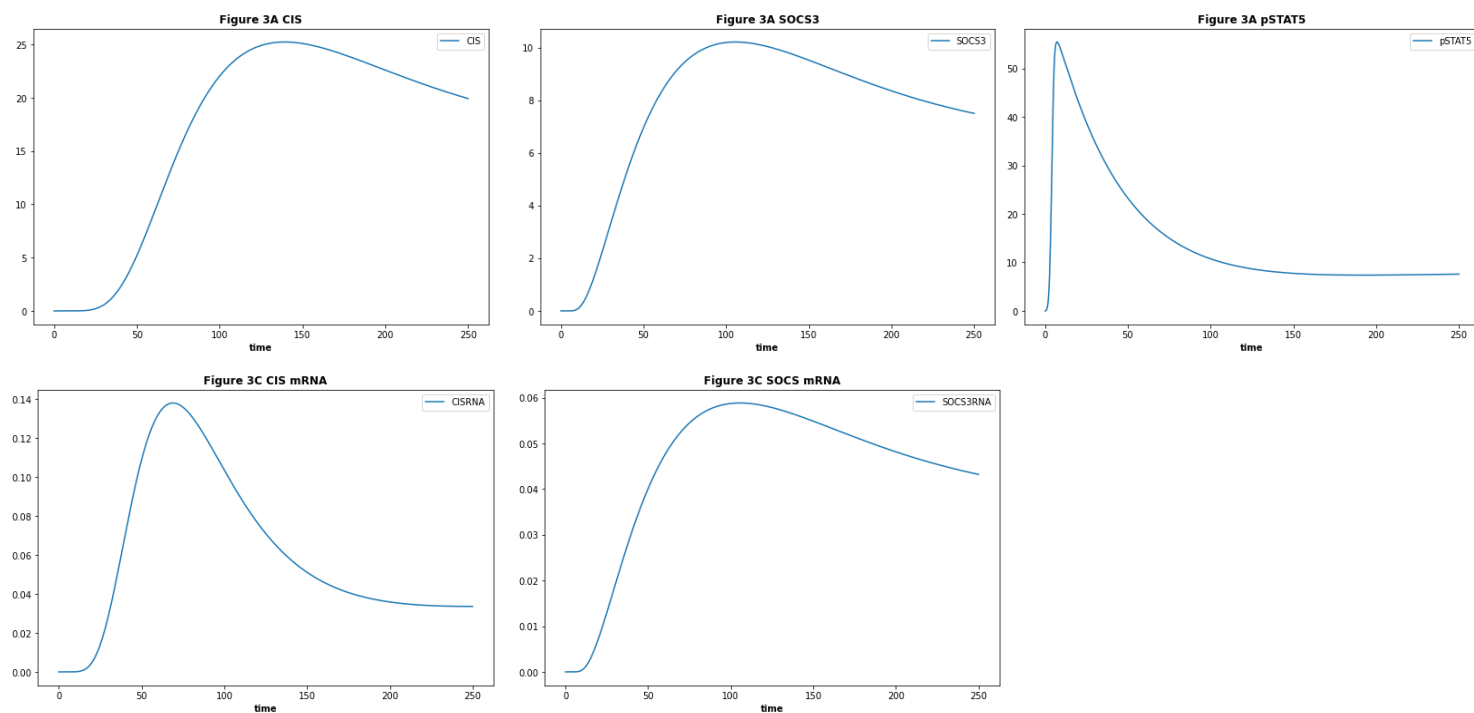 Figure 3A CIS
CIS
25
20
15
10
5
0
0 50 100 150 200 250
time
Figure 3A SOCS3
SOCS3
10
8
6
4
2
0
0 50 100 150 200 250
time
Figure 3A pSTAT5
pSTAT5
50
40
30
20
10
0
0 50 100 150 200 250
time
Figure 3C CIS mRNA
CISRNA
0.14
0.12
0.10
0.08
0.06
0.04
0.02
0.00
0 50 100 150 200 250
time
Figure 3C SOCS mRNA
SOCS3RNA
0.06
0.05
0.04
0.03
0.02
0.01
0.00
0 50 100 150 200 250
time